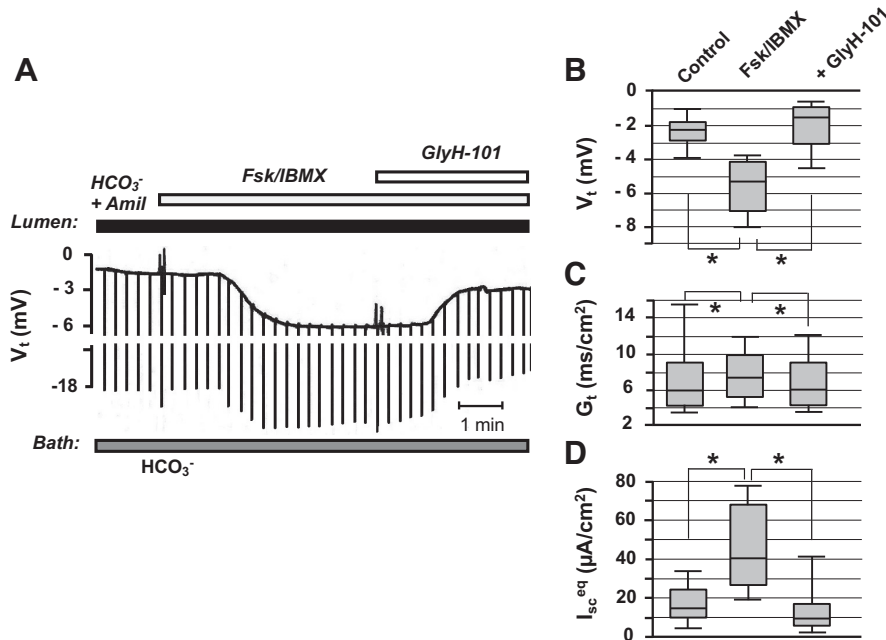 A
GlyH-101
HCO₃⁻ + Amil
Fsk/IBMX
Lumen:
Vt (mV)
0
- 3
- 6
-18
1 min
Bath:
HCO₃⁻
Control
Fsk/IBMX
+ GlyH-101
B
Vt (mV)
0
- 2
- 4
- 6
- 8
* *
C
Gt (ms/cm²)
14
10
8
6
2
* *
D
Isc^eq (µA/cm²)
80
60
40
20
0
* *